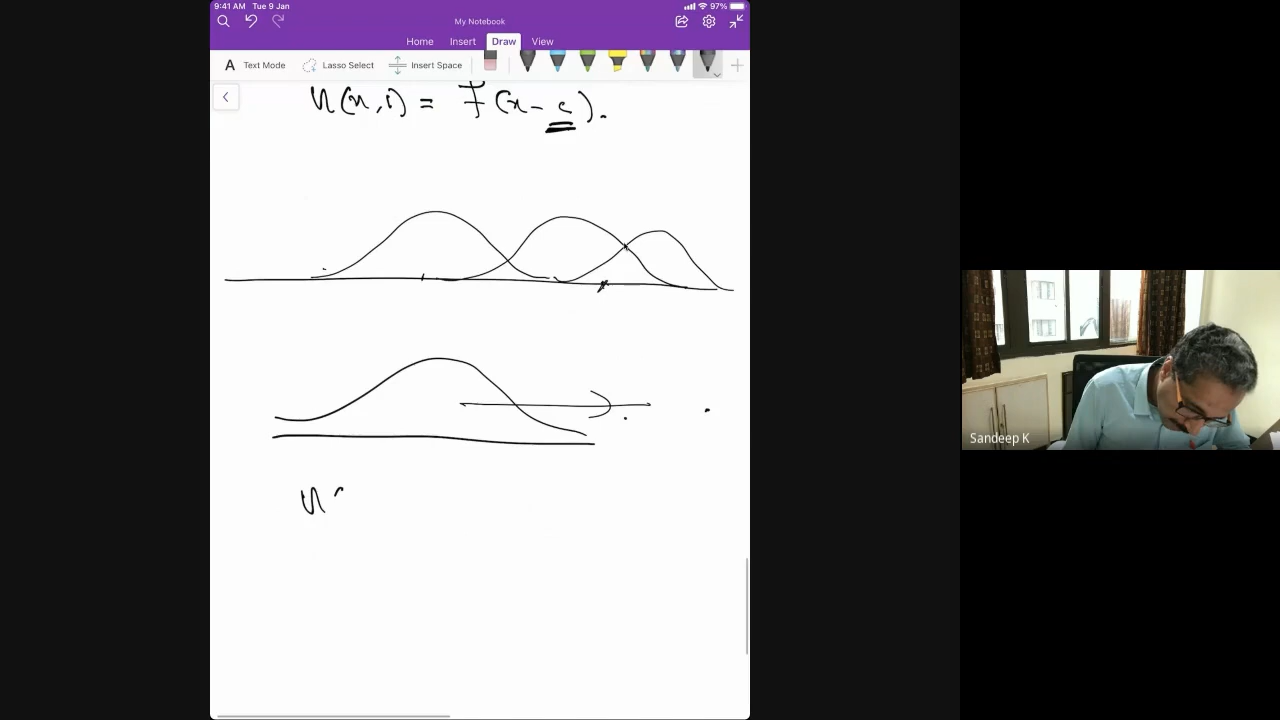 9:41 AM Tue 9 Jan
97%
My Notebook
Home Insert Draw View
A Text Mode Lasso Select Insert Space
u(x,1) = f(x-c).
u
Sandeep K